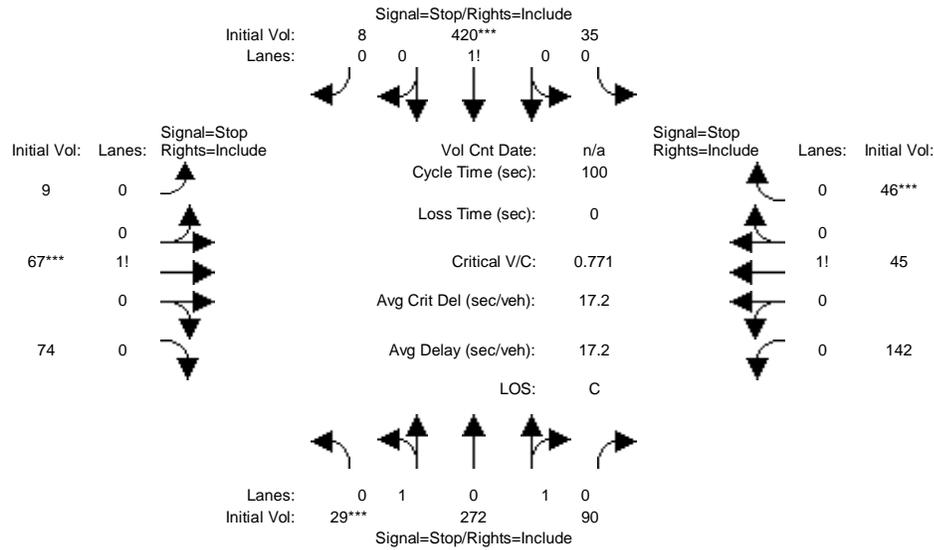 Signal=Stop/Rights=Include
Initial Vol: 8 420*** 35
Lanes: 0 0 1! 0 0
Signal=Stop
Initial Vol: Lanes: Rights=Include
Vol Cnt Date: n/a
Signal=Stop
Rights=Include Lanes: Initial Vol:
Cycle Time (sec): 100
9 0
0 46***
Loss Time (sec): 0
0
0
67*** 1!
Critical V/C: 0.771
1! 45
0
Avg Crit Del (sec/veh): 17.2
0
74 0
Avg Delay (sec/veh): 17.2
0 142
LOS: C
Lanes: 0 1 0 1 0
Initial Vol: 29*** 272 90
Signal=Stop/Rights=Include